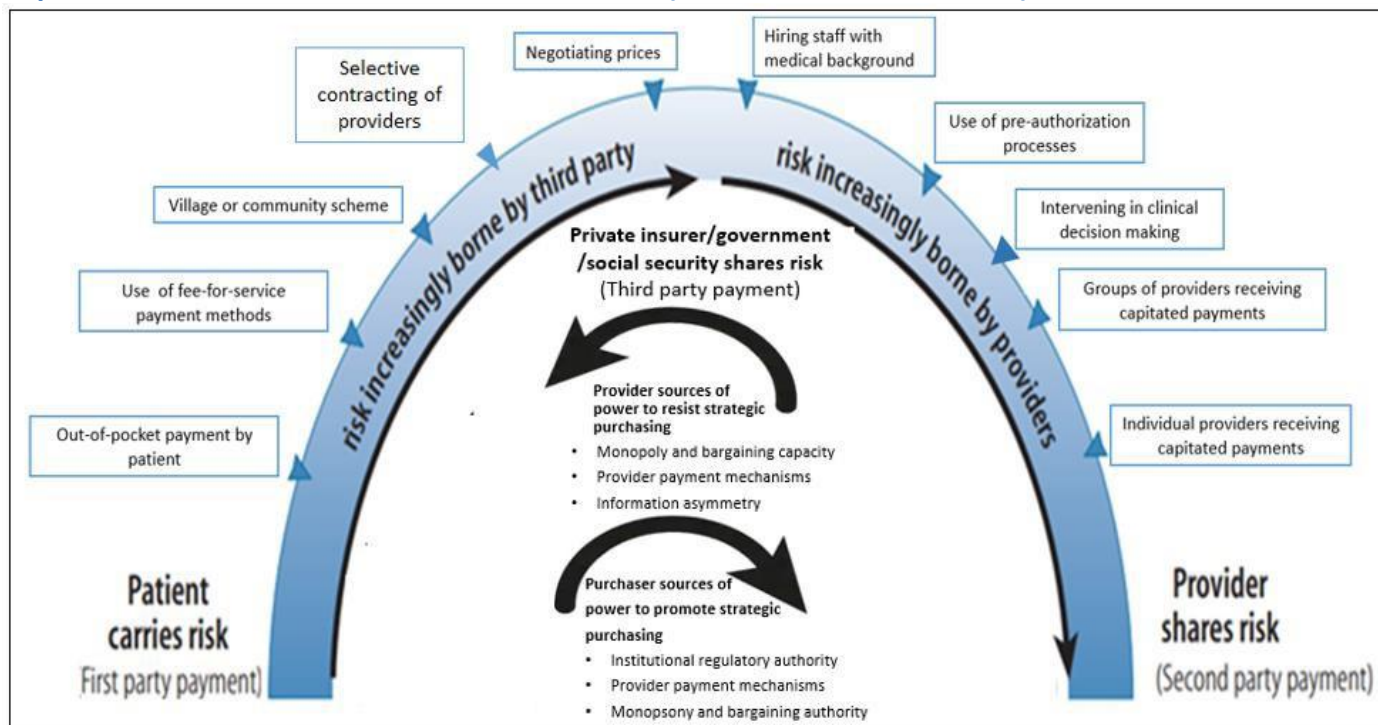 Negotiating prices
Hiring staff with
medical background
Selective
contracting of
providers
Use of pre-authorization
processes
Village or community scheme
Intervening in clinical
decision making
Use of fee-for-service
payment methods
Groups of providers receiving
capitated payments
Out-of-pocket payment by
patient
Individual providers receiving
capitated payments
risk increasingly borne by third party
risk increasingly borne by providers
Private insurer/government
/social security shares risk
(Third party payment)
Provider sources of
power to resist strategic
purchasing
• Monopoly and bargaining capacity
• Provider payment mechanisms
• Information asymmetry
Purchaser sources of
power to promote strategic
purchasing
• Institutional regulatory authority
• Provider payment mechanisms
• Monopsony and bargaining authority
Patient
carries risk
(First party payment)
Provider
shares risk
(Second party payment)